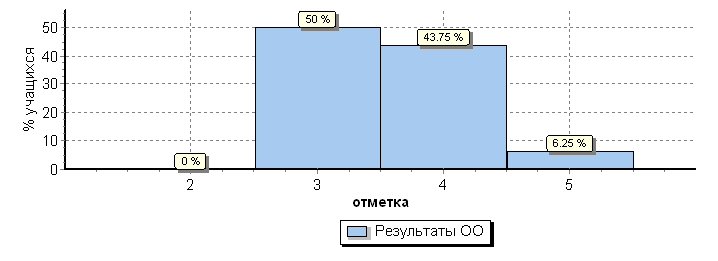 % учащихся
50
40
30
20
10
0
50 %
43.75 %
6.25 %
0 %
2 3 4 5
отметка
Результаты ОО